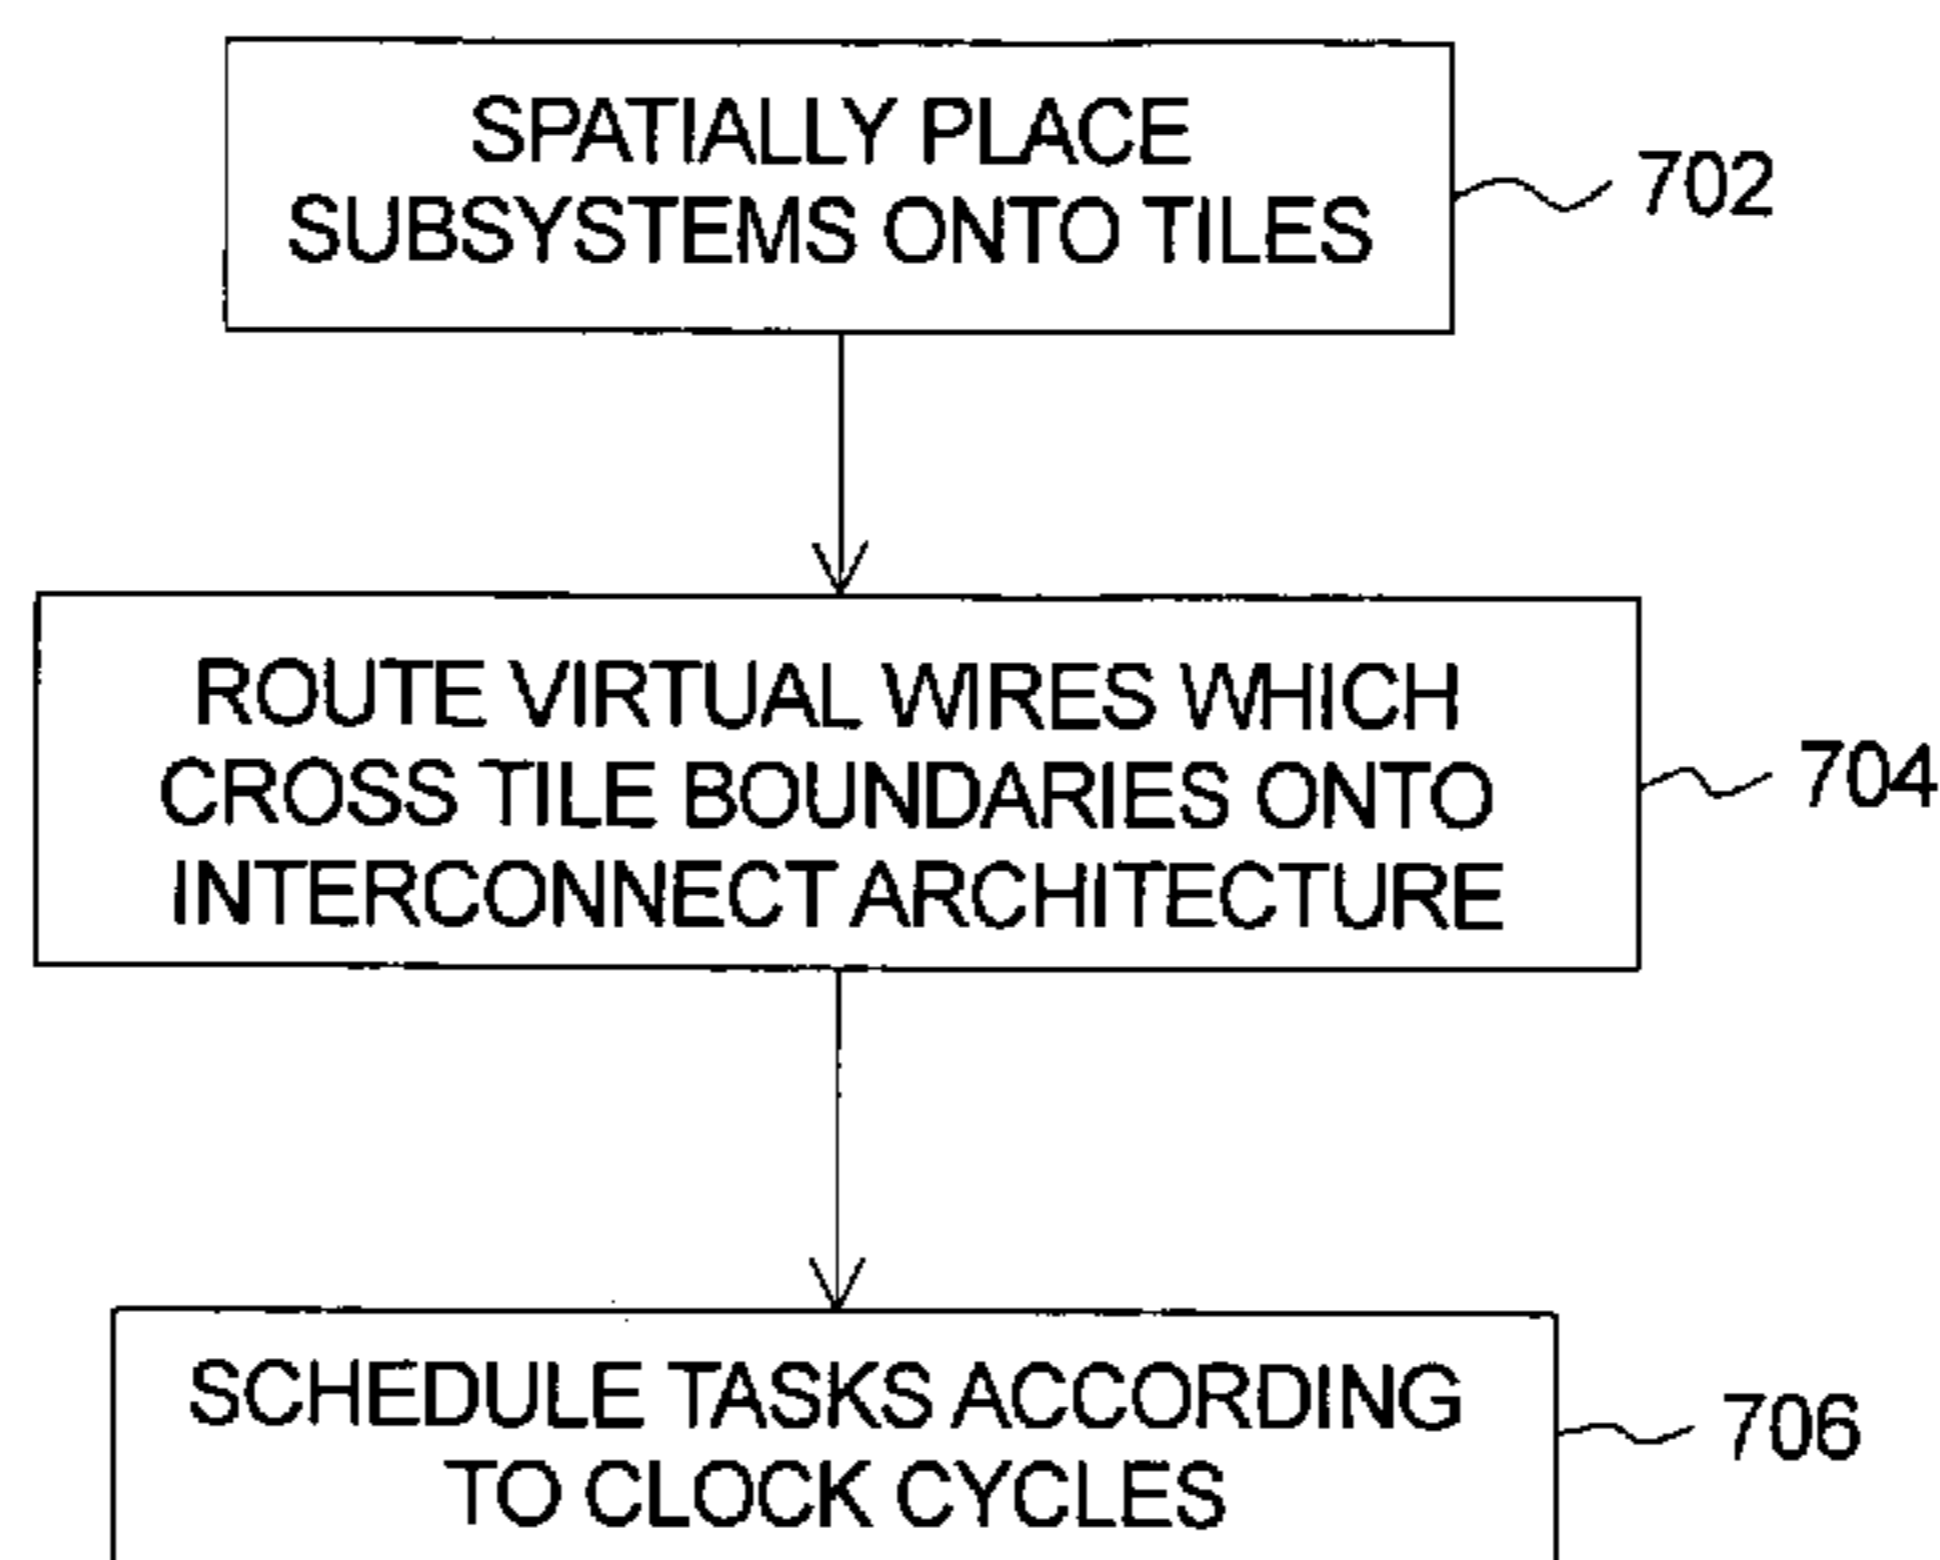 SPATIALLY PLACE
SUBSYSTEMS ONTO TILES
702
ROUTE VIRTUAL WIRES WHICH
CROSS TILE BOUNDARIES ONTO
INTERCONNECT ARCHITECTURE
704
SCHEDULE TASKS ACCORDING
TO CLOCK CYCLES
706